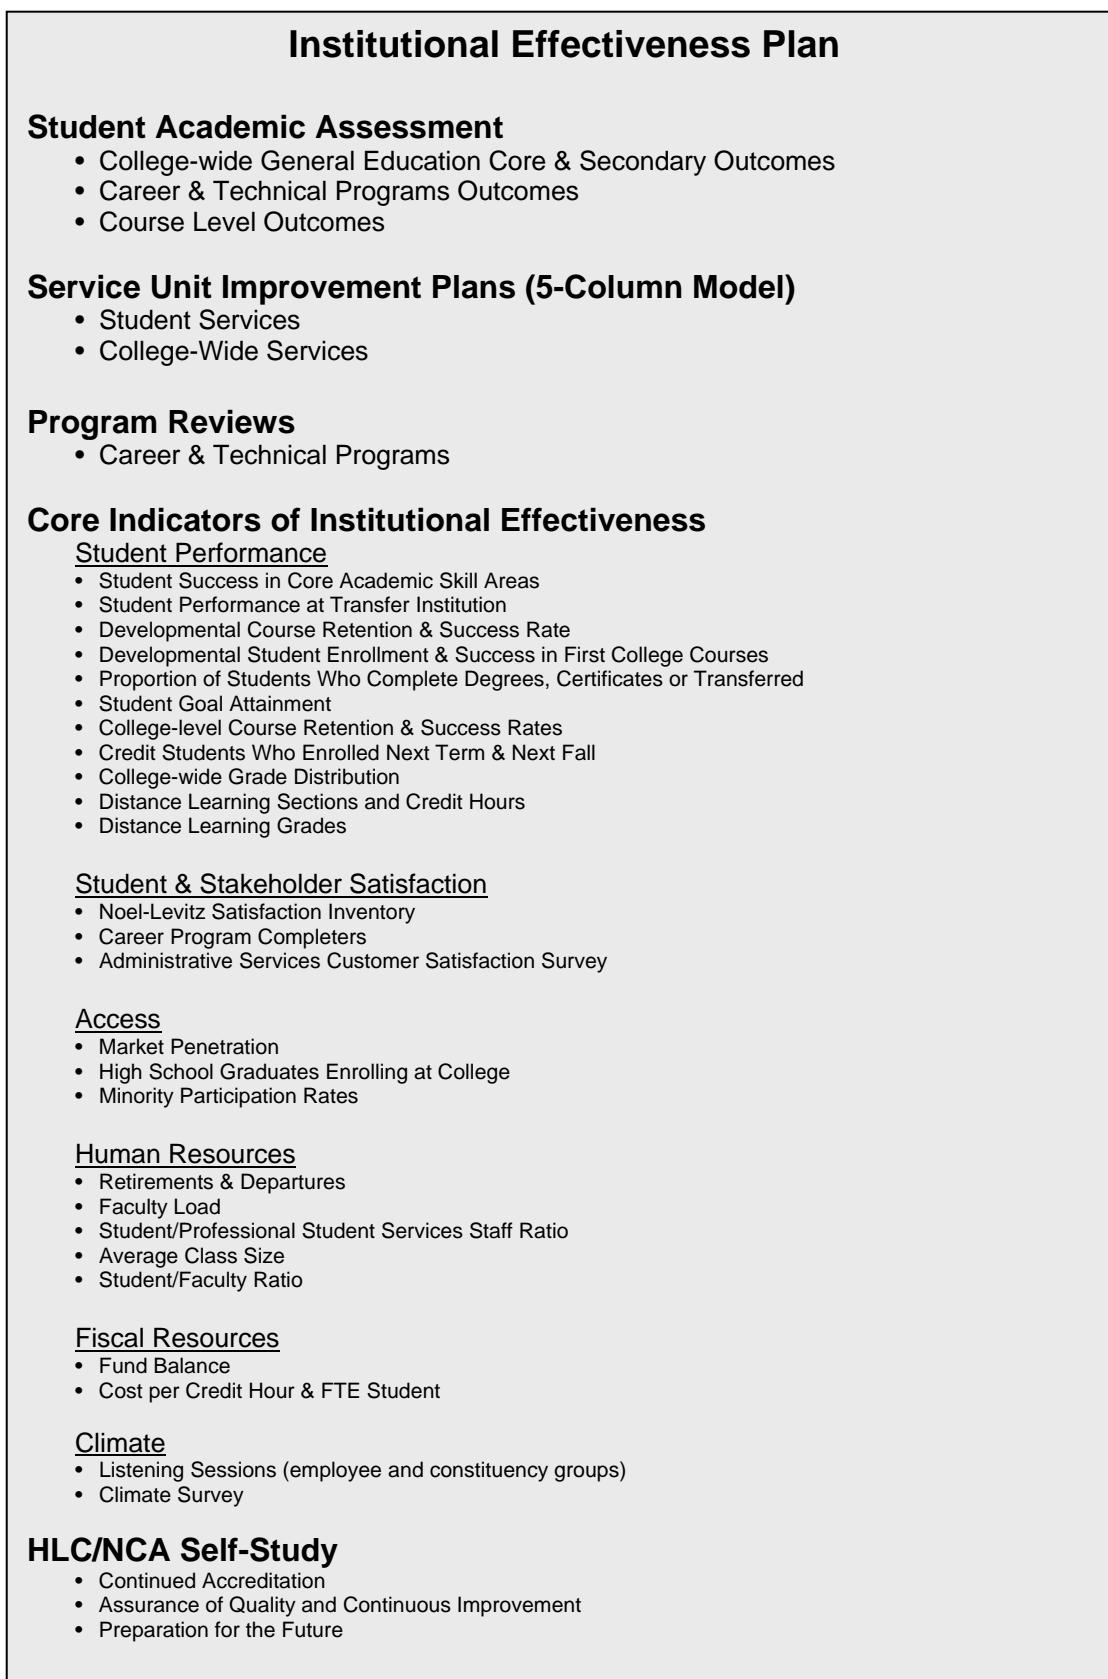 Institutional Effectiveness Plan
Student Academic Assessment
• College-wide General Education Core & Secondary Outcomes
• Career & Technical Programs Outcomes
• Course Level Outcomes
Service Unit Improvement Plans (5-Column Model)
• Student Services
• College-Wide Services
Program Reviews
• Career & Technical Programs
Core Indicators of Institutional Effectiveness
Student Performance
• Student Success in Core Academic Skill Areas
• Student Performance at Transfer Institution
• Developmental Course Retention & Success Rate
• Developmental Student Enrollment & Success in First College Courses
• Proportion of Students Who Complete Degrees, Certificates or Transferred
• Student Goal Attainment
• College-level Course Retention & Success Rates
• Credit Students Who Enrolled Next Term & Next Fall
• College-wide Grade Distribution
• Distance Learning Sections and Credit Hours
• Distance Learning Grades
Student & Stakeholder Satisfaction
• Noel-Levitz Satisfaction Inventory
• Career Program Completers
• Administrative Services Customer Satisfaction Survey
Access
• Market Penetration
• High School Graduates Enrolling at College
• Minority Participation Rates
Human Resources
• Retirements & Departures
• Faculty Load
• Student/Professional Student Services Staff Ratio
• Average Class Size
• Student/Faculty Ratio
Fiscal Resources
• Fund Balance
• Cost per Credit Hour & FTE Student
Climate
• Listening Sessions (employee and constituency groups)
• Climate Survey
HLC/NCA Self-Study
• Continued Accreditation
• Assurance of Quality and Continuous Improvement
• Preparation for the Future